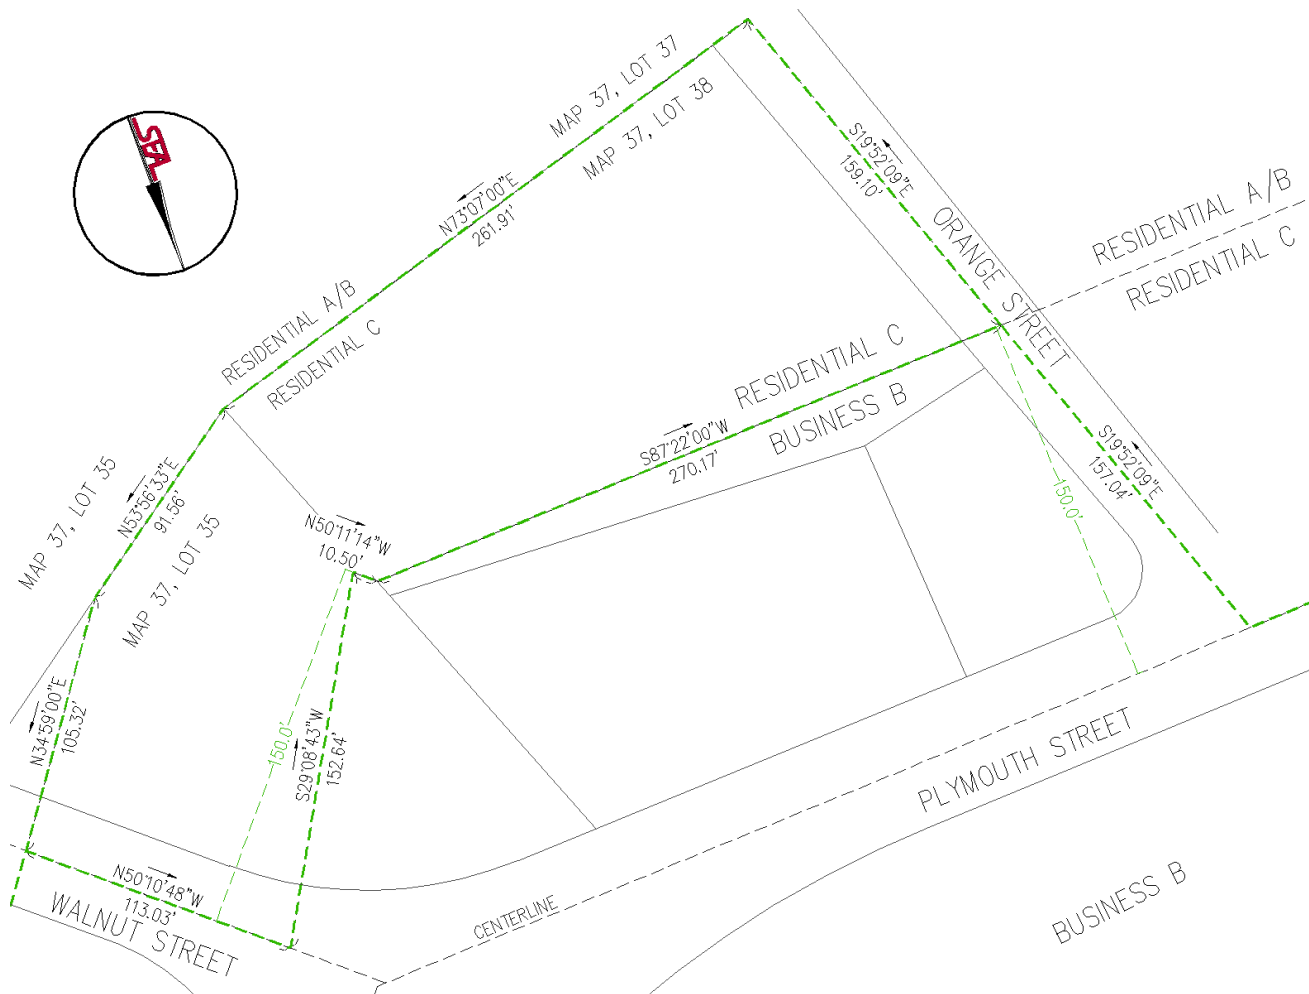 SEA
MAP 37, LOT 37
MAP 37, LOT 38
N73°07'00"E
261.91'
S19°52'09"E
159.10'
ORANGE STREET
RESIDENTIAL A/B
RESIDENTIAL C
RESIDENTIAL A/B
RESIDENTIAL C
RESIDENTIAL C
BUSINESS B
S87°22'00"W
270.17'
S19°52'09"E
157.04'
150.0'
MAP 37, LOT 35
N53°56'33"E
91.56'
MAP 37, LOT 35
N50°11'14"W
10.50'
N34°59'00"E
105.32'
150.0'
S29°08'43"W
152.64'
N50°10'48"W
113.03'
WALNUT STREET
CENTERLINE
PLYMOUTH STREET
BUSINESS B